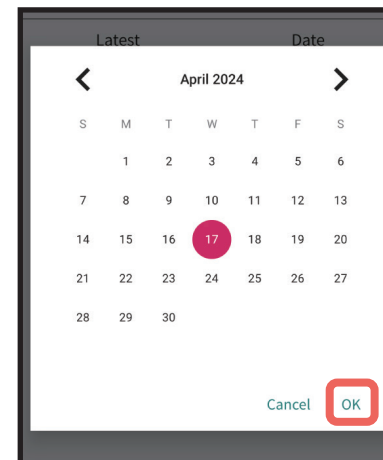 Latest Date
April 2024
S M T W T F S
1 2 3 4 5 6
7 8 9 10 11 12 13
14 15 16 17 18 19 20
21 22 23 24 25 26 27
28 29 30
Cancel OK